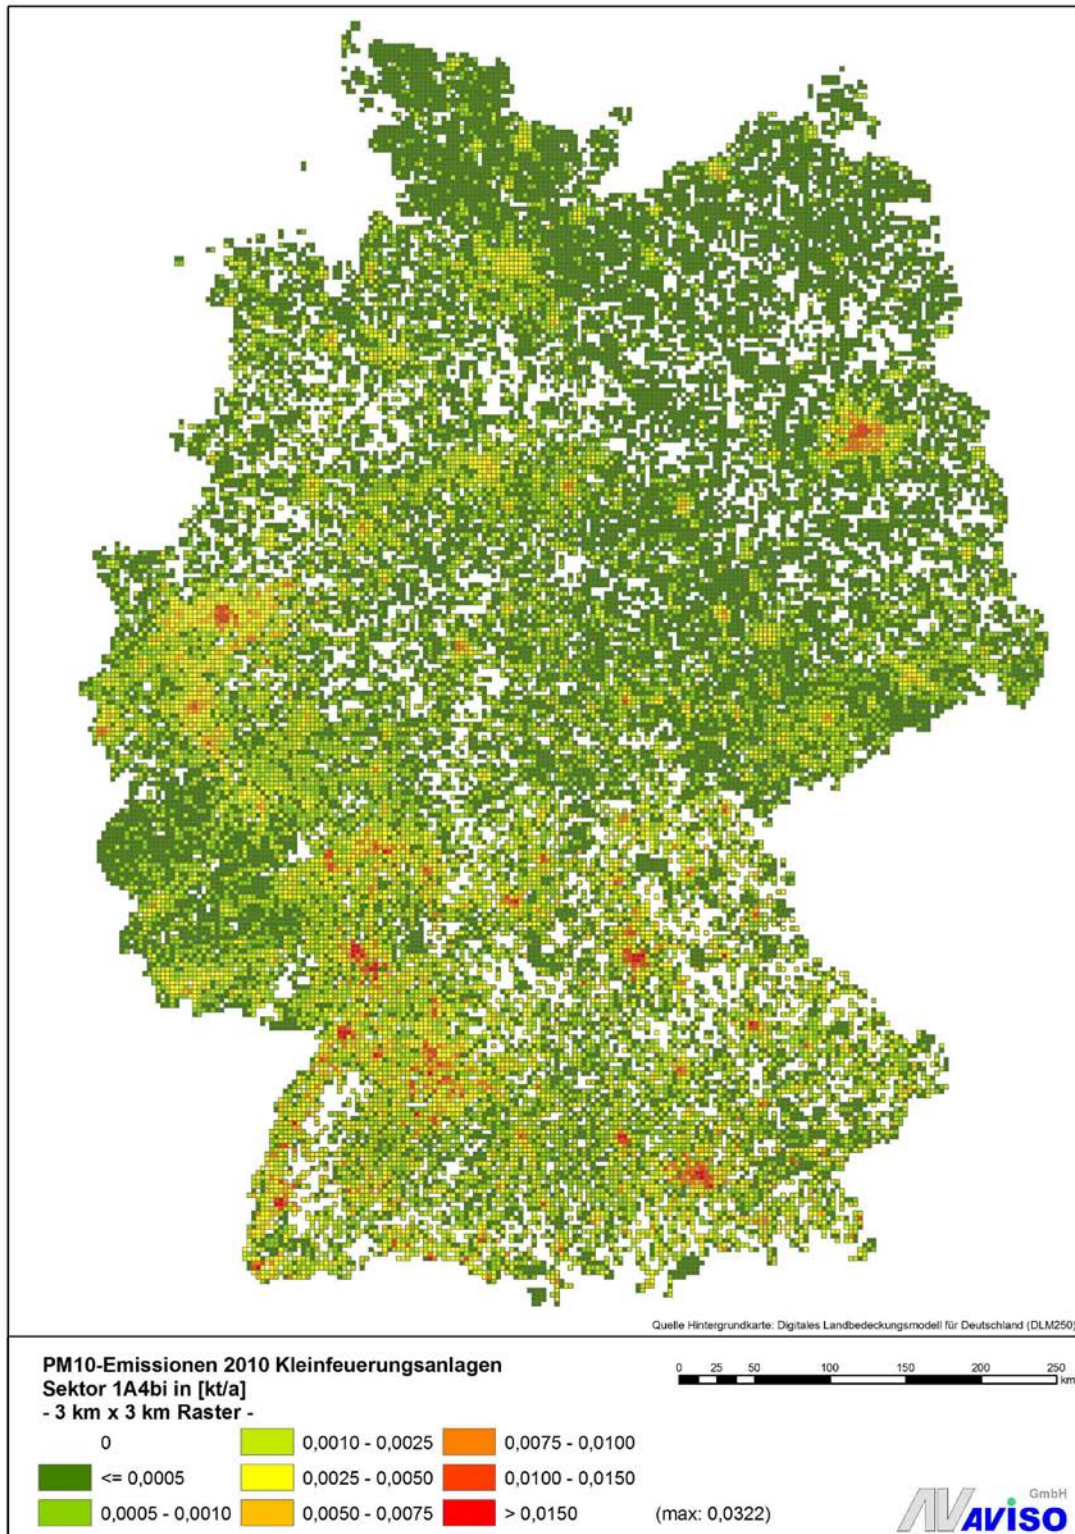 Quelle Hintergrundkarte: Digitales Landbedeckungsmodell für Deutschland (DLM250)
PM10-Emissionen 2010 Kleinfeuerungsanlagen
Sektor 1A4bi in [kt/a]
- 3 km x 3 km Raster -
0 25 50 100 150 200 250
km
0
0,0010 - 0,0025
0,0075 - 0,0100
<= 0,0005
0,0025 - 0,0050
0,0100 - 0,0150
0,0005 - 0,0010
0,0050 - 0,0075
> 0,0150
(max: 0,0322)
GmbH
AVISO